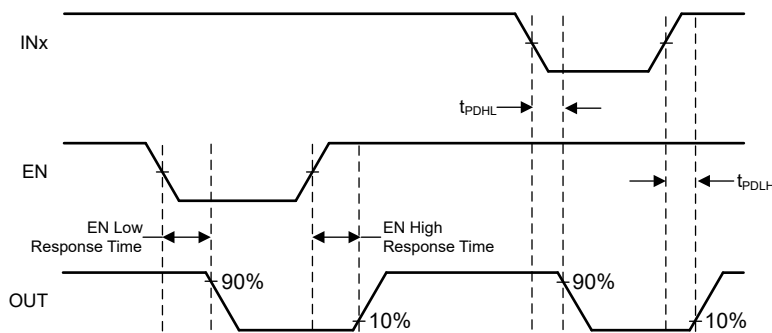 INx
tPDHL
EN
tPDLH
EN Low
Response Time
EN High
Response Time
90%
90%
OUT
10%
10%